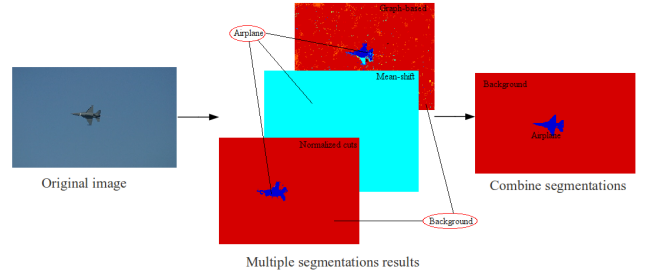 Graph-based
Airplane
Mean-shift
Background
Airplane
Normalized cuts
Original image
Combine segmentations
Background
Multiple segmentations results